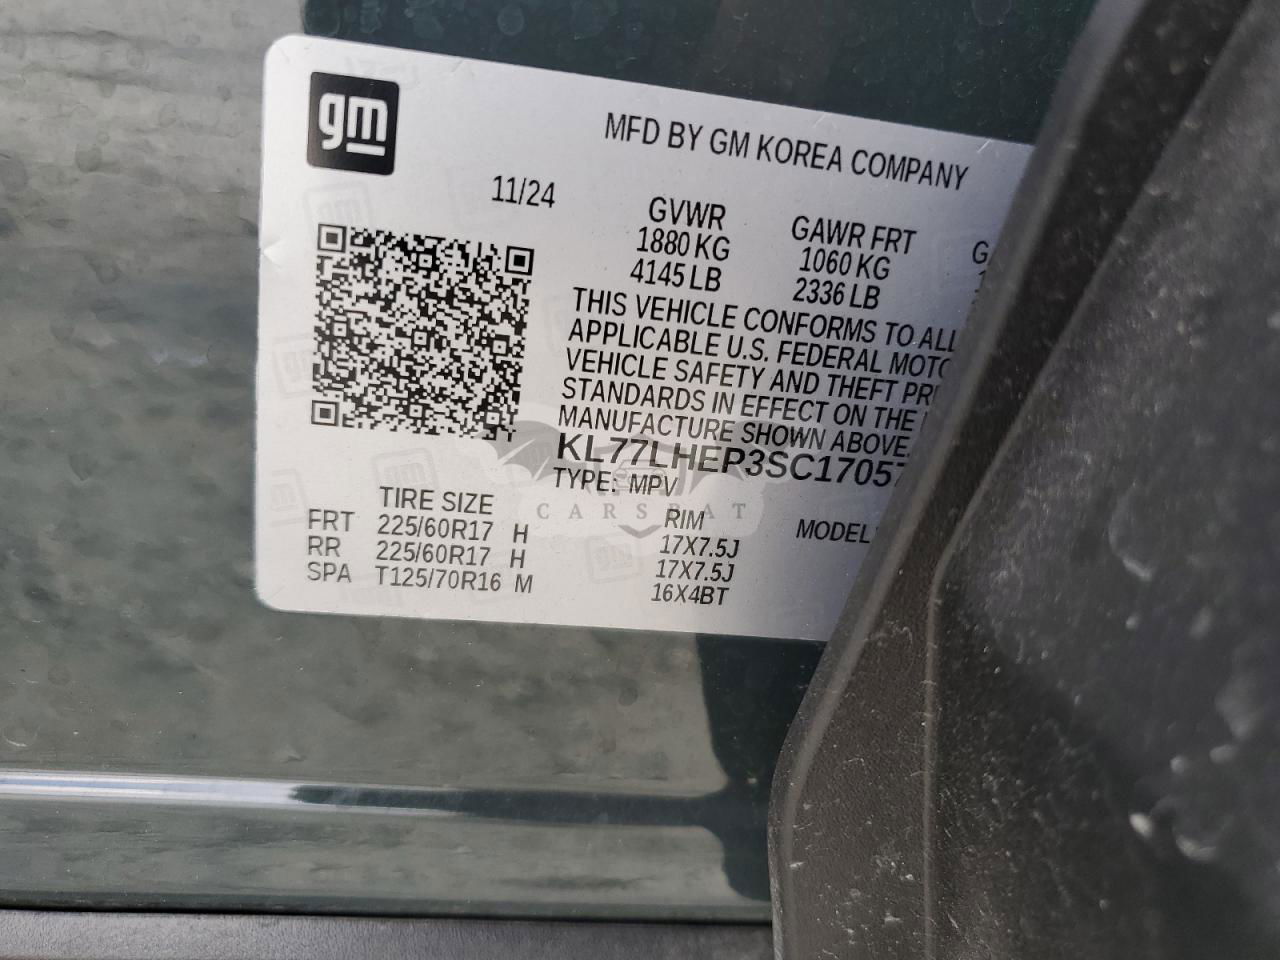 gm
MFD BY GM KOREA COMPANY
11/24
GVWR GAWR FRT
1880 KG 1060 KG
4145 LB 2336 LB
THIS VEHICLE CONFORMS TO ALL
APPLICABLE U.S. FEDERAL
VEHICLE SAFETY AND THEFT
STANDARDS IN EFFECT ON THE
MANUFACTURE SHOWN ABOVE.
KL77LHEP3SC17057
TYPE: MPV
CARSBAT
TIRE SIZE RIM MODEL:
FRT 225/60R17 H 17X7.5J
RR 225/60R17 H 17X7.5J
SPA T125/70R16 M 16X4BT